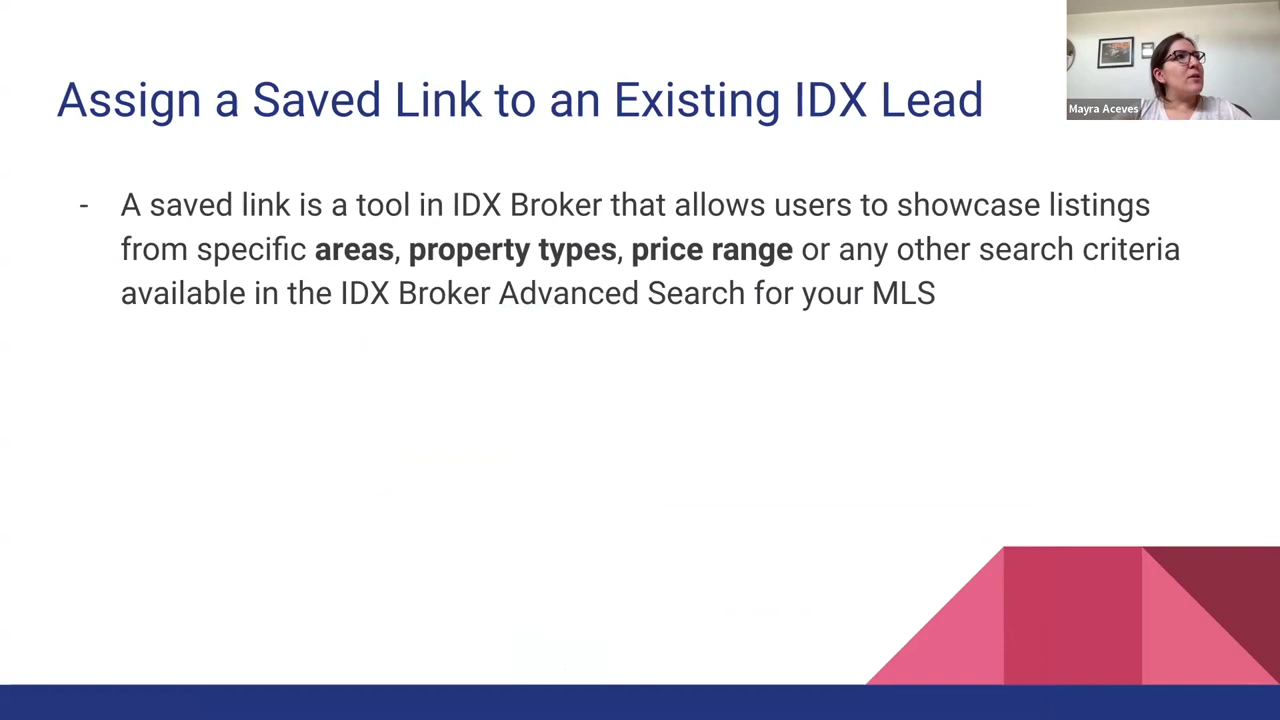 Assign a Saved Link to an Existing IDX Lead
Mayra Aceves
- A saved link is a tool in IDX Broker that allows users to showcase listings
from specific areas, property types, price range or any other search criteria
available in the IDX Broker Advanced Search for your MLS